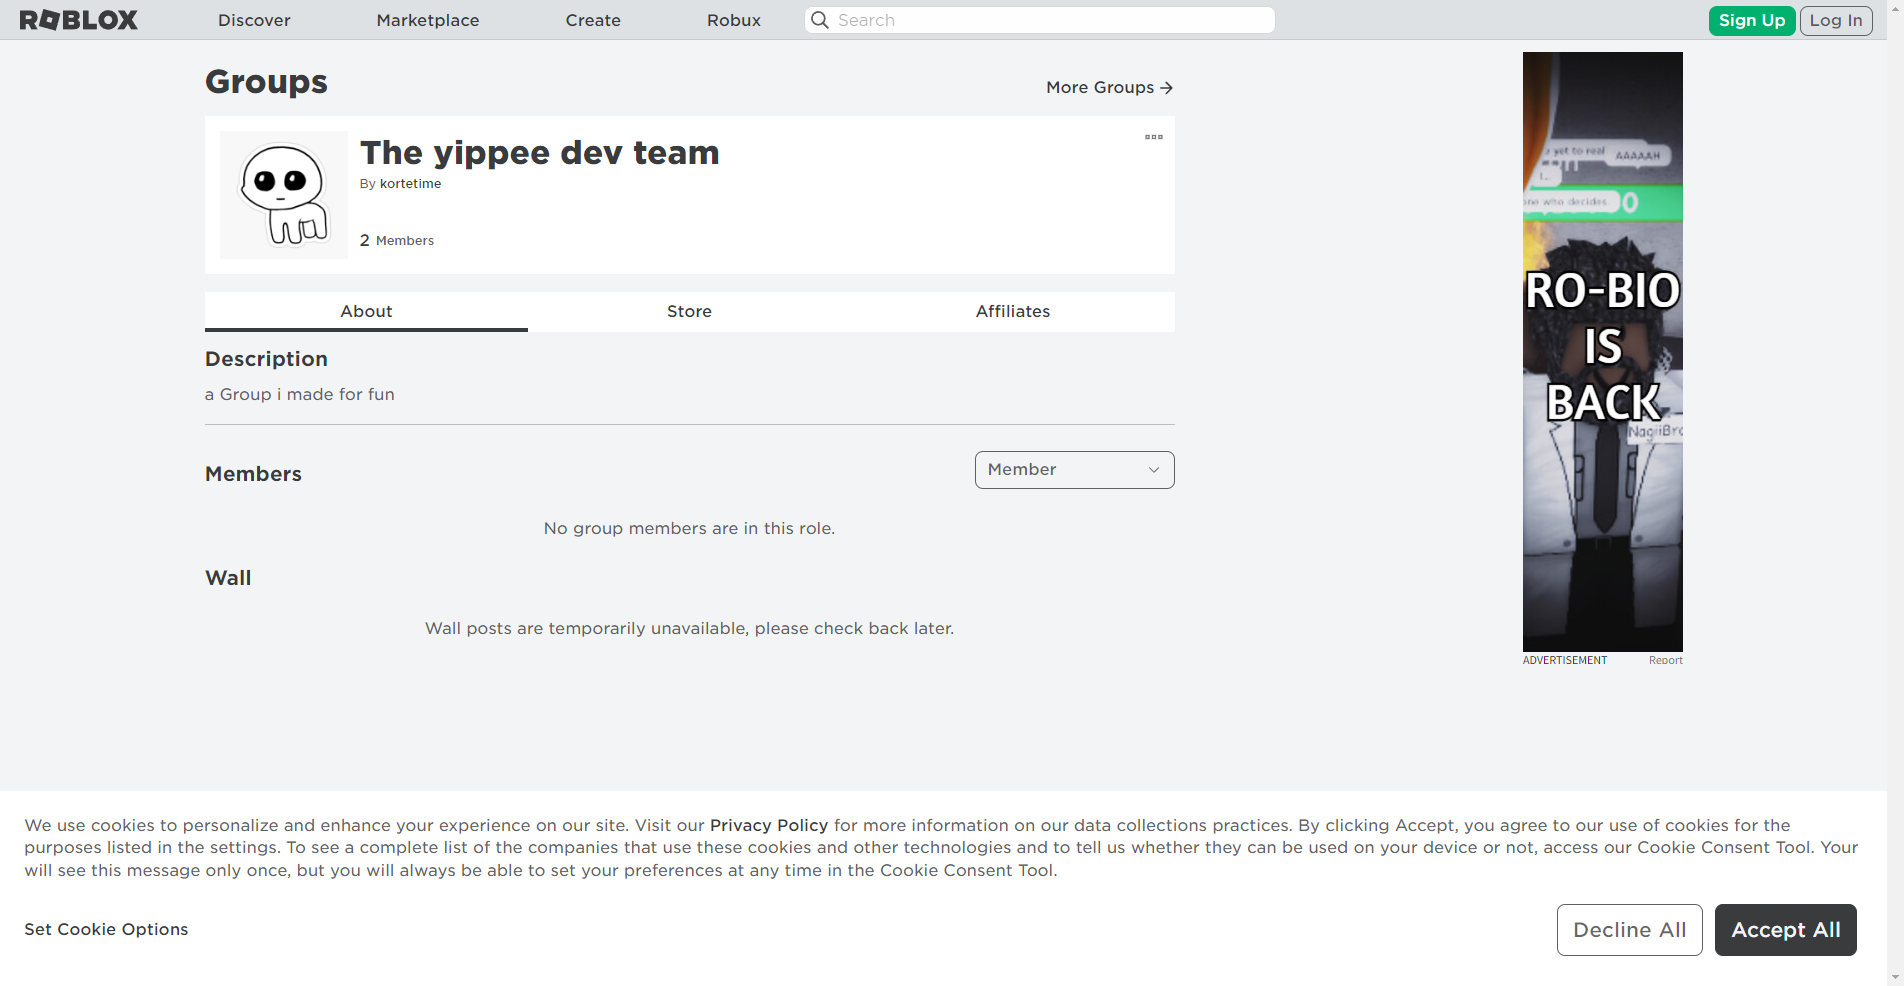 ROBLOX
Discover
Marketplace
Create
Robux
Search
Sign Up
Log In
Groups
More Groups →
The yippee dev team
By kortetime
2 Members
About
Store
Affiliates
Description
a Group i made for fun
Members
Member
No group members are in this role.
Wall
Wall posts are temporarily unavailable, please check back later.
yet to real
AAAAAH
one who decides.
RO-BIO
IS
BACK
ADVERTISEMENT
Report
We use cookies to personalize and enhance your experience on our site. Visit our Privacy Policy for more information on our data collections practices. By clicking Accept, you agree to our use of cookies for the
purposes listed in the settings. To see a complete list of the companies that use these cookies and other technologies and to tell us whether they can be used on your device or not, access our Cookie Consent Tool. Your
will see this message only once, but you will always be able to set your preferences at any time in the Cookie Consent Tool.
Set Cookie Options
Decline All
Accept All